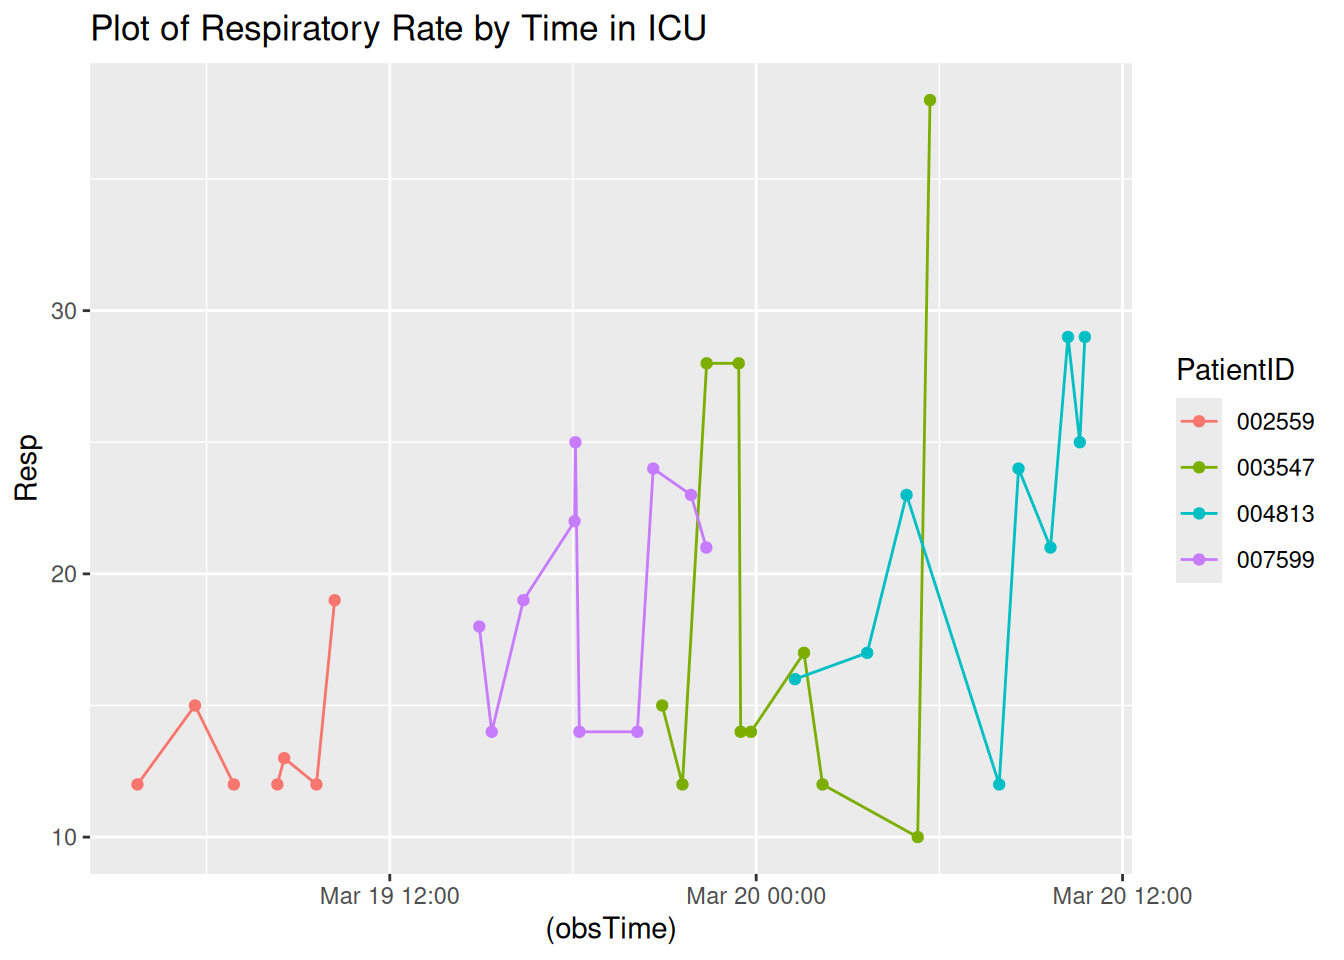 Plot of Respiratory Rate by Time in ICU
Resp
30
20
10
Mar 19 12:00
Mar 20 00:00
Mar 20 12:00
(obsTime)
PatientID
002559
003547
004813
007599